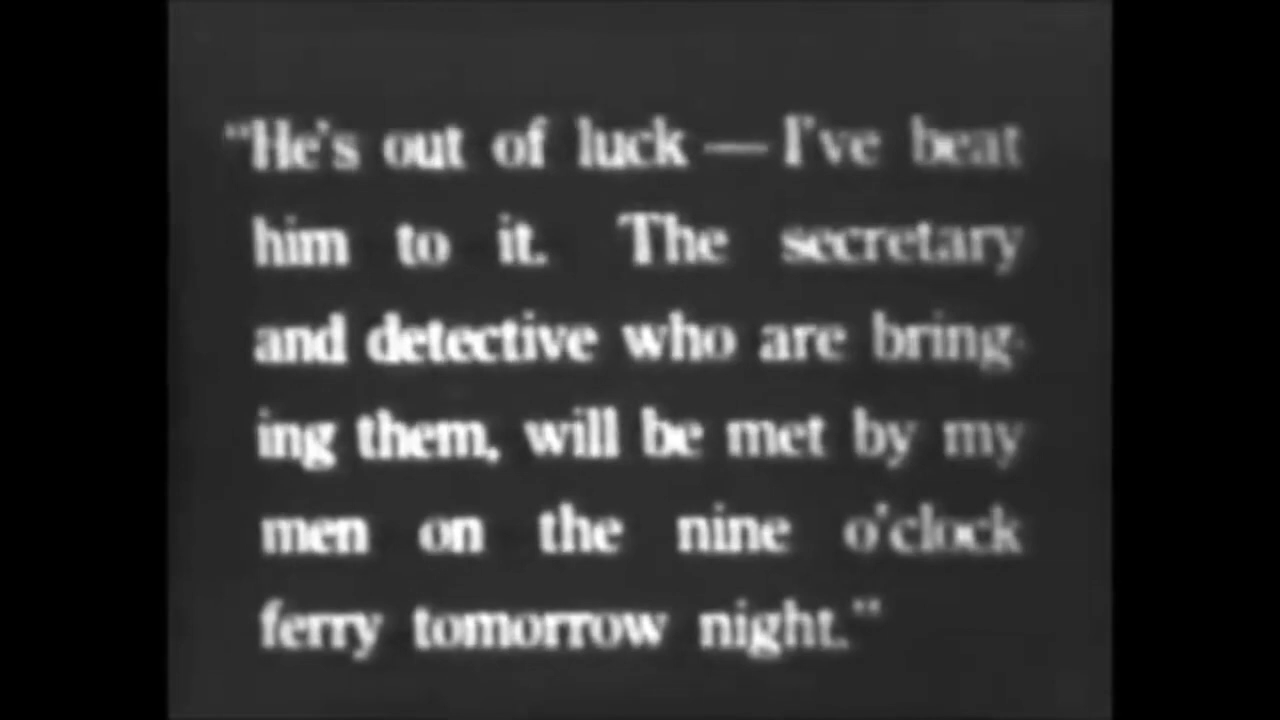 "He's out of luck — I've beat
him to it. The secretary
and detective who are bring-
ing them, will be met by my
men on the nine o'clock
ferry tomorrow night."